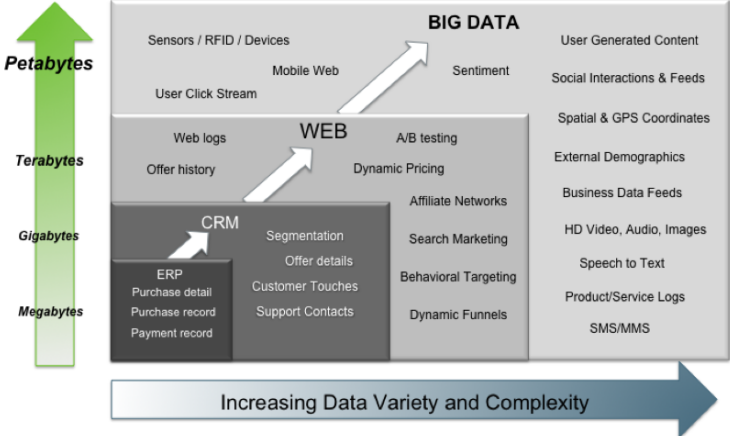 BIG DATA
Petabytes
Sensors / RFID / Devices
User Generated Content
Mobile Web
Sentiment
Social Interactions & Feeds
User Click Stream
Spatial & GPS Coordinates
WEB
Terabytes
Web logs
A/B testing
External Demographics
Offer history
Dynamic Pricing
Business Data Feeds
Affiliate Networks
CRM
Gigabytes
Segmentation
Search Marketing
HD Video, Audio, Images
Offer details
Speech to Text
ERP
Customer Touches
Behavioral Targeting
Purchase detail
Product/Service Logs
Megabytes
Purchase record
Support Contacts
Dynamic Funnels
SMS/MMS
Payment record
Increasing Data Variety and Complexity